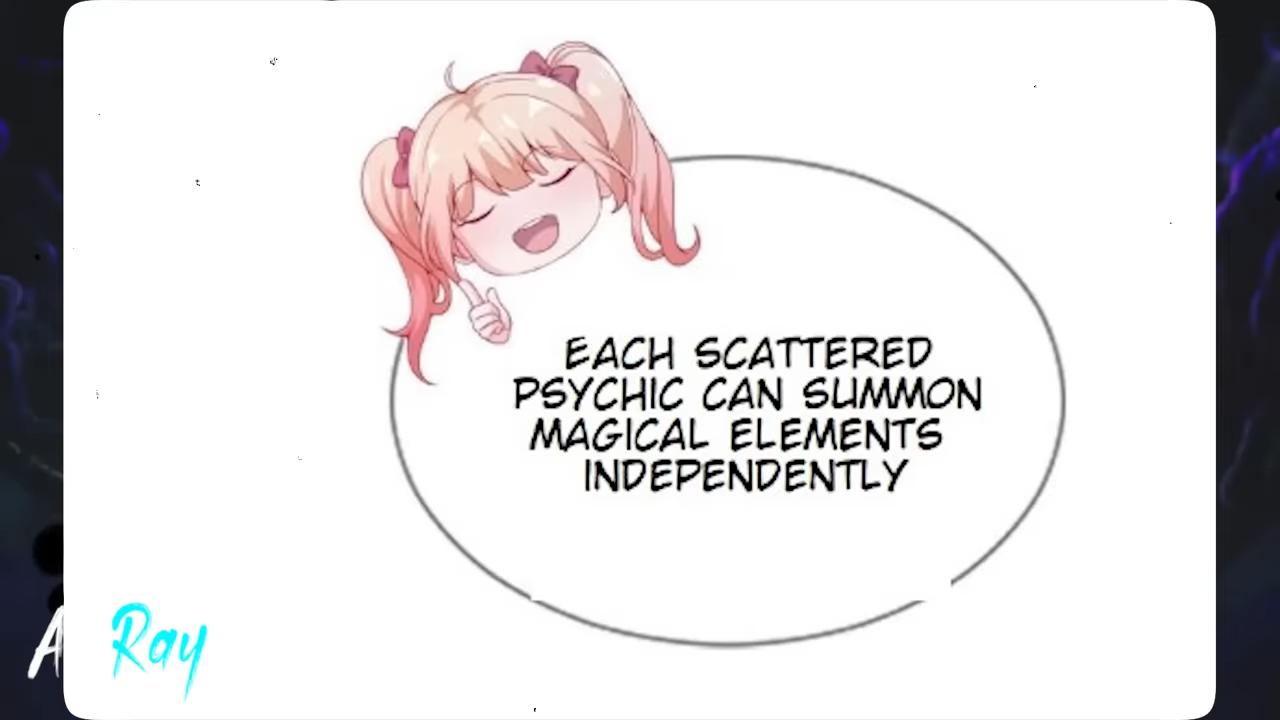 EACH SCATTERED
PSYCHIC CAN SUMMON
MAGICAL ELEMENTS
INDEPENDENTLY
A Ray